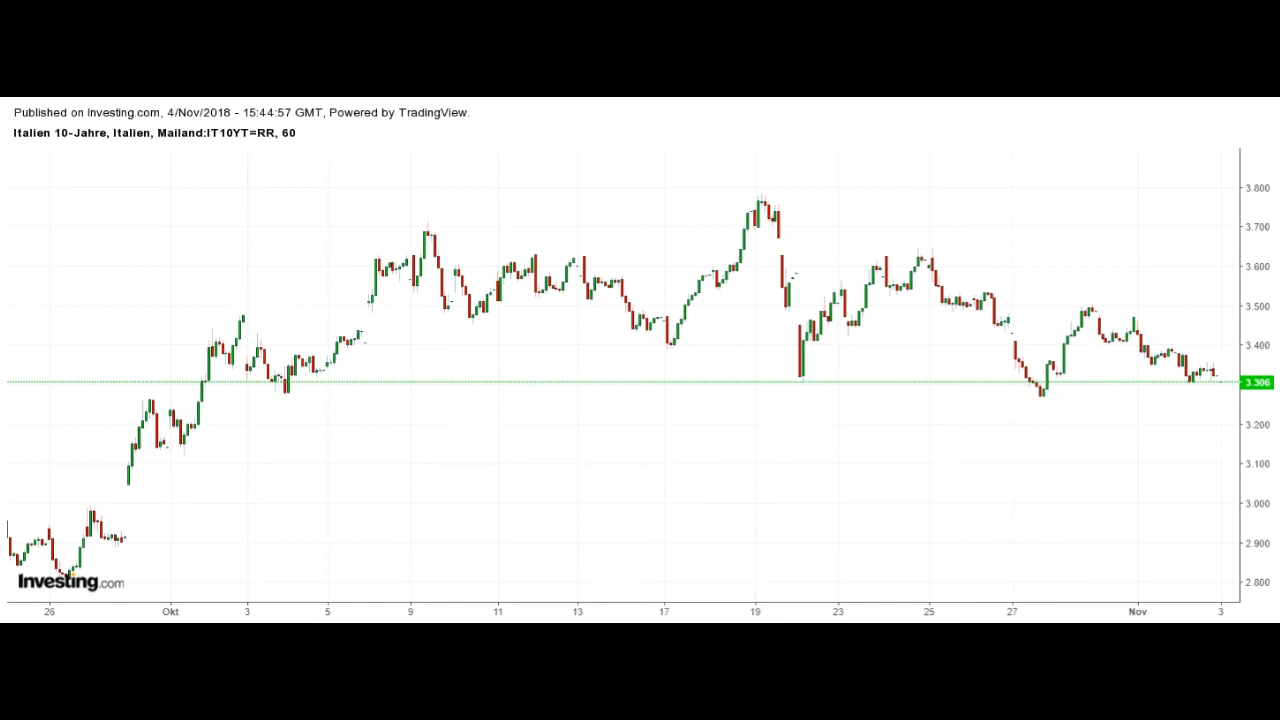 Published on Investing.com, 4/Nov/2018 - 15:44:57 GMT, Powered by TradingView.
Italien 10-Jahre, Italien, Mailand:IT10YT=RR, 60
3.800
3.700
3.600
3.500
3.400
3.306
3.200
3.100
3.000
2.900
2.800
Investing.com
26 Okt 3 5 9 11 13 17 19 23 25 27 Nov 3